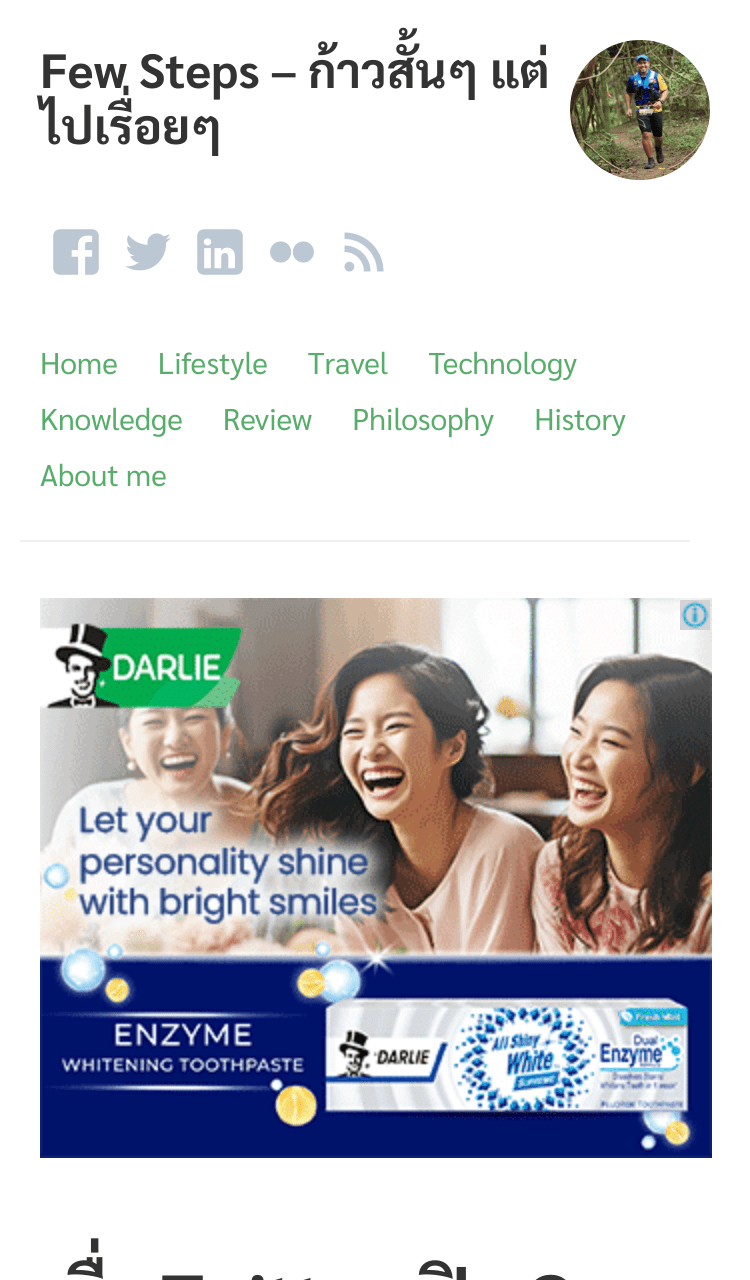 Few Steps – ก้าวสั้นๆ แต่
ไปเรื่อยๆ
Home Lifestyle Travel Technology
Knowledge Review Philosophy History
About me
DARLIE
Let your
personality shine
with bright smiles
ENZYME
WHITENING TOOTHPASTE
DARLIE
All Shiny
White
Fresh Mint
Dual
Enzyme